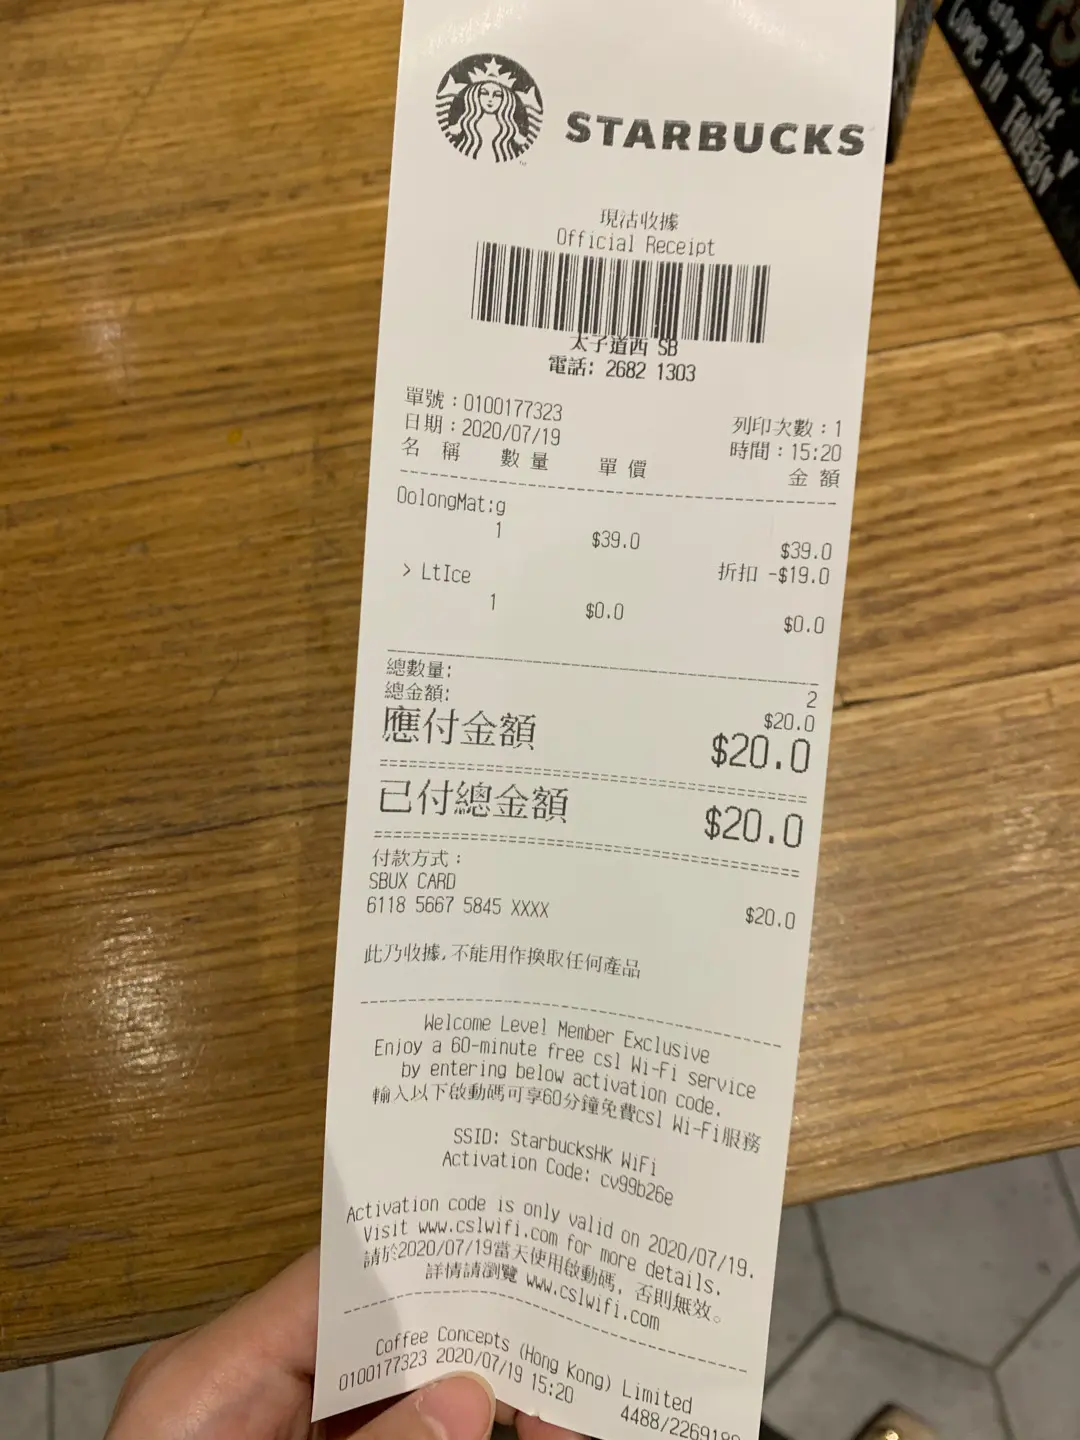 STARBUCKS
TM
現沽收據
Official Receipt
太子道西 SB
電話: 2682 1303
單號：0100177323 列印次數：1
日期：2020/07/19 時間：15:20
名 稱 數量 單價 金額
OolongMat:g
1 $39.0 $39.0
折扣 -$19.0
> LtIce
1 $0.0 $0.0
總數量: 2
總金額: $20.0
應付金額 $20.0
已付總金額 $20.0
付款方式：
SBUX CARD
6118 5667 5845 XXXX $20.0
此乃收據,不能用作換取任何產品
Welcome Level Member Exclusive
Enjoy a 60-minute free csl Wi-Fi service
by entering below activation code.
輸入以下啟動碼可享60分鐘免費csl Wi-Fi服務
SSID: StarbucksHK WiFi
Activation Code: cv99b26e
Activation code is only valid on 2020/07/19.
Visit www.cslwifi.com for more details.
請於2020/07/19當天使用啟動碼, 否則無效。
詳情請瀏覽 www.cslwifi.com
Coffee Concepts (Hong Kong) Limited
0100177323 2020/07/19 15:20
Things
Come in